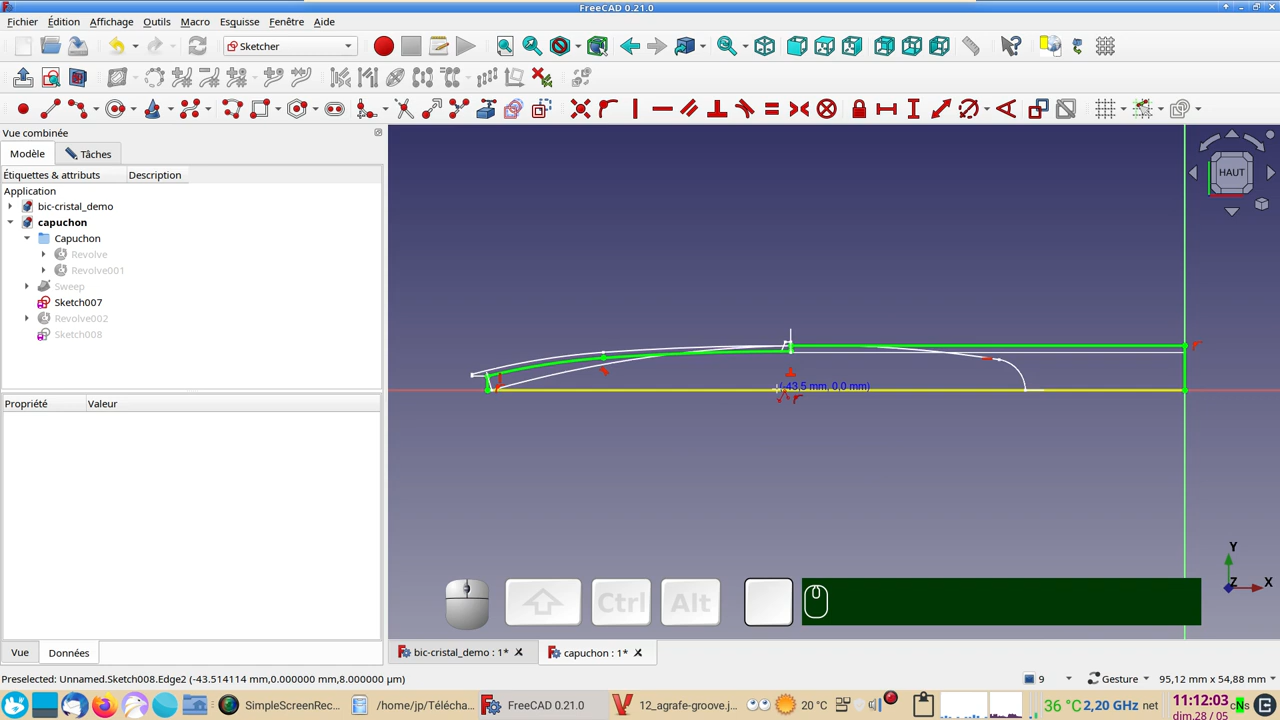 FreeCAD 0.21.0
Fichier Édition Affichage Outils Macro Esquisse Fenêtre Aide
Sketcher
Vue combinée
Modèle Tâches
Étiquettes & attributs Description
Application
bic-cristal_demo
capuchon
Capuchon
Revolve
Revolve001
Sweep
Sketch007
Revolve002
Sketch008
Propriété Valeur
HAUT
(-43,5 mm, 0,0 mm)
Y
Z X
Ctrl Alt
Vue Données
bic-cristal_demo : 1* capuchon : 1*
Preselected: Unnamed.Sketch008.Edge2 (-43.514114 mm,0.000000 mm,8.000000 µm)
9 Gesture 95,12 mm x 54,88 mm
SimpleScreenRec... /home/jp/Télécha... FreeCAD 0.21.0 12_agrafe-groove.j... 20 °C 36 °C 2,20 GHz net
11:12:03
dim.28 / 05